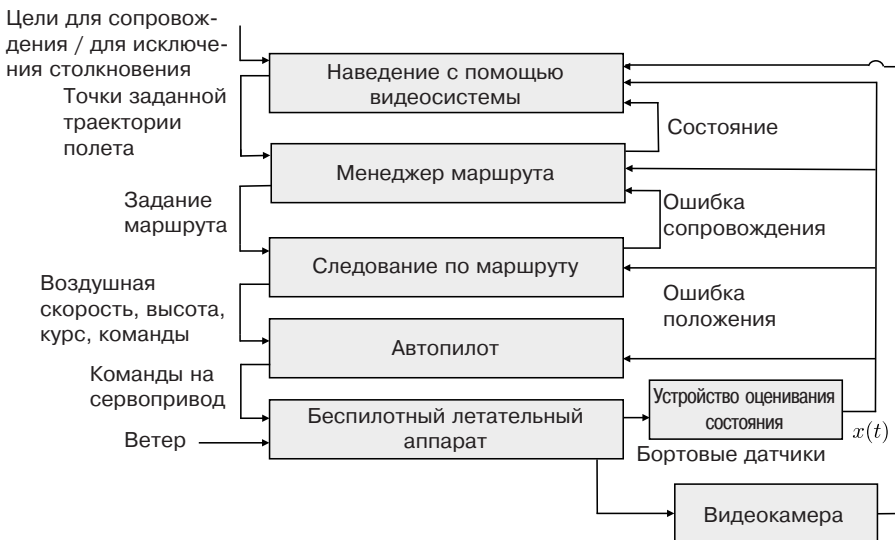 Цели для сопровож-
дения / для исключе-
ния столкновения
Наведение с помощью
видеосистемы
Точки заданной
траектории
полета
Состояние
Менеджер маршрута
Задание
маршрута
Ошибка
сопровождения
Следование по маршруту
Воздушная
скорость, высота,
курс, команды
Ошибка
положения
Автопилот
Команды на
сервопривод
Беспилотный летательный
аппарат
Устройство оценивания
состояния
x(t)
Ветер
Бортовые датчики
Видеокамера